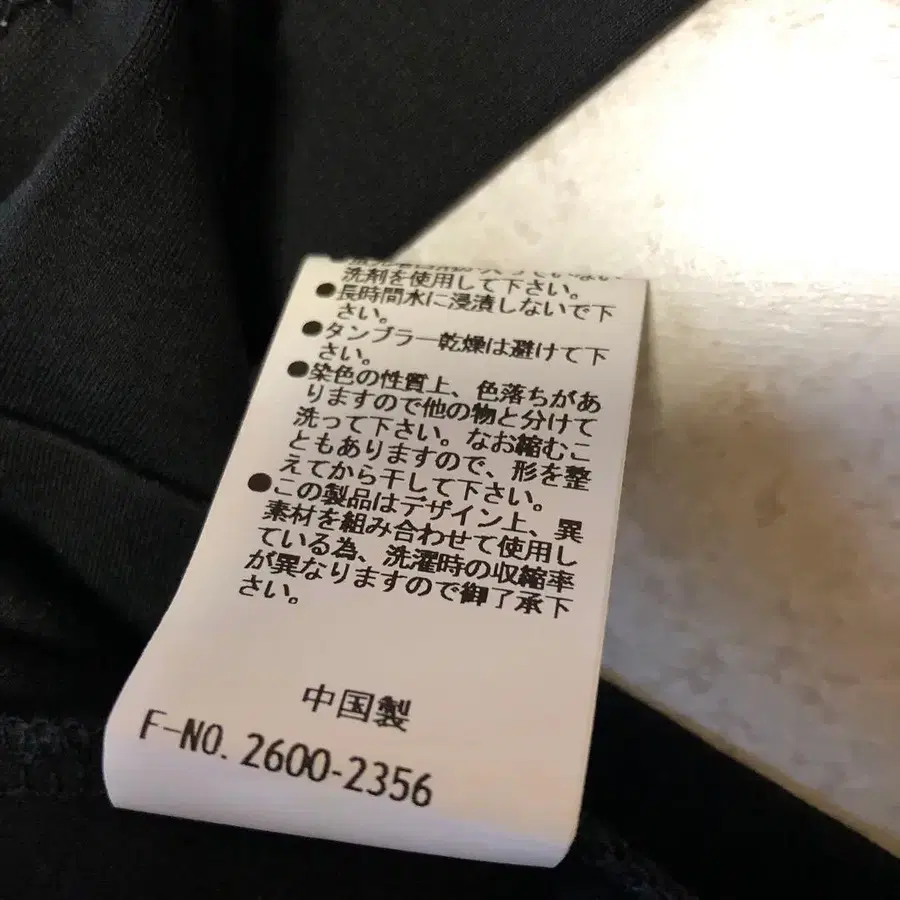 洗剤を使用して下さい。
●長時間水に浸漬しないで下
さい。
●タンブラー乾燥は避けて下
さい。
●染色の性質上、色落ちがあ
りますので他の物と分けて
洗って下さい。なお縮むこ
ともありますので、形を整
えてから干して下さい。
●この製品はデザイン上、異
素材を組み合わせて使用し
ている為、洗濯時の収縮率
が異なりますので御了承下
さい。
中国製
F-NO. 2600-2356